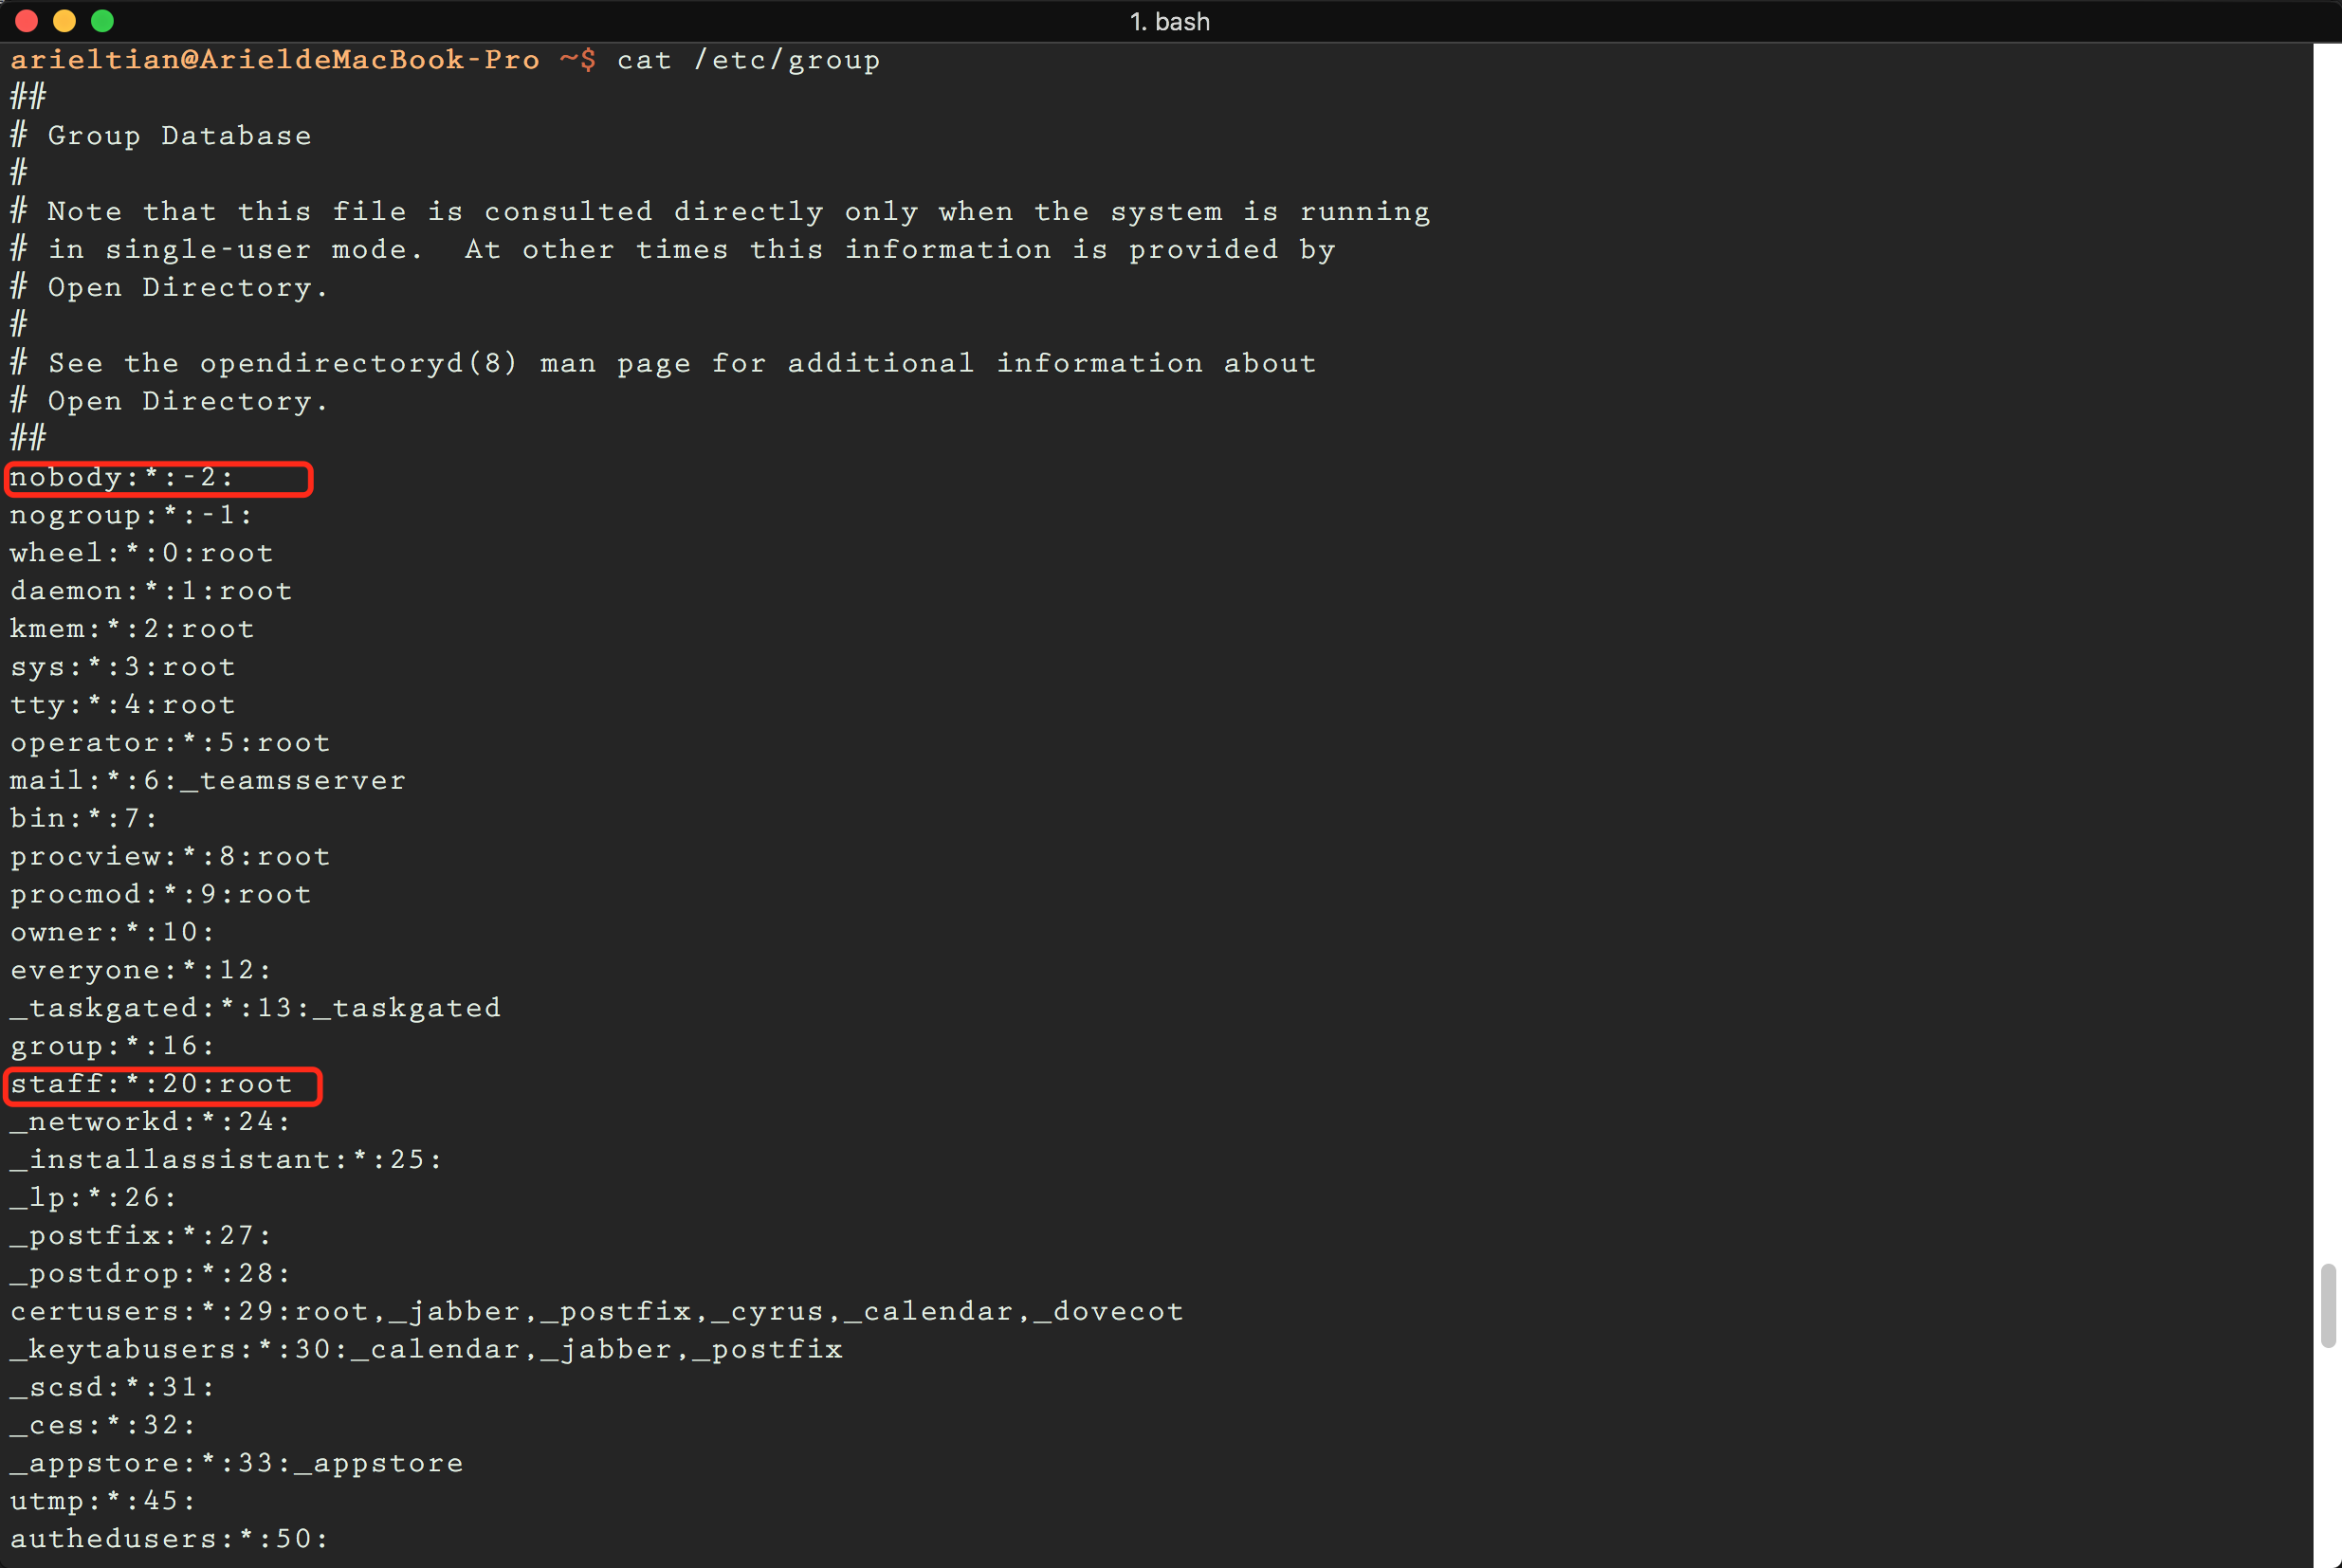 1. bash
arieltian@ArieldeMacBook-Pro ~$ cat /etc/group
##
# Group Database
#
# Note that this file is consulted directly only when the system is running
# in single-user mode.  At other times this information is provided by
# Open Directory.
#
# See the opendirectoryd(8) man page for additional information about
# Open Directory.
##
nobody:*:-2:
nogroup:*:-1:
wheel:*:0:root
daemon:*:1:root
kmem:*:2:root
sys:*:3:root
tty:*:4:root
operator:*:5:root
mail:*:6:_teamsserver
bin:*:7:
procview:*:8:root
procmod:*:9:root
owner:*:10:
everyone:*:12:
_taskgated:*:13:_taskgated
group:*:16:
staff:*:20:root
_networkd:*:24:
_installassistant:*:25:
_lp:*:26:
_postfix:*:27:
_postdrop:*:28:
certusers:*:29:root,_jabber,_postfix,_cyrus,_calendar,_dovecot
_keytabusers:*:30:_calendar,_jabber,_postfix
_scsd:*:31:
_ces:*:32:
_appstore:*:33:_appstore
utmp:*:45:
authedusers:*:50: